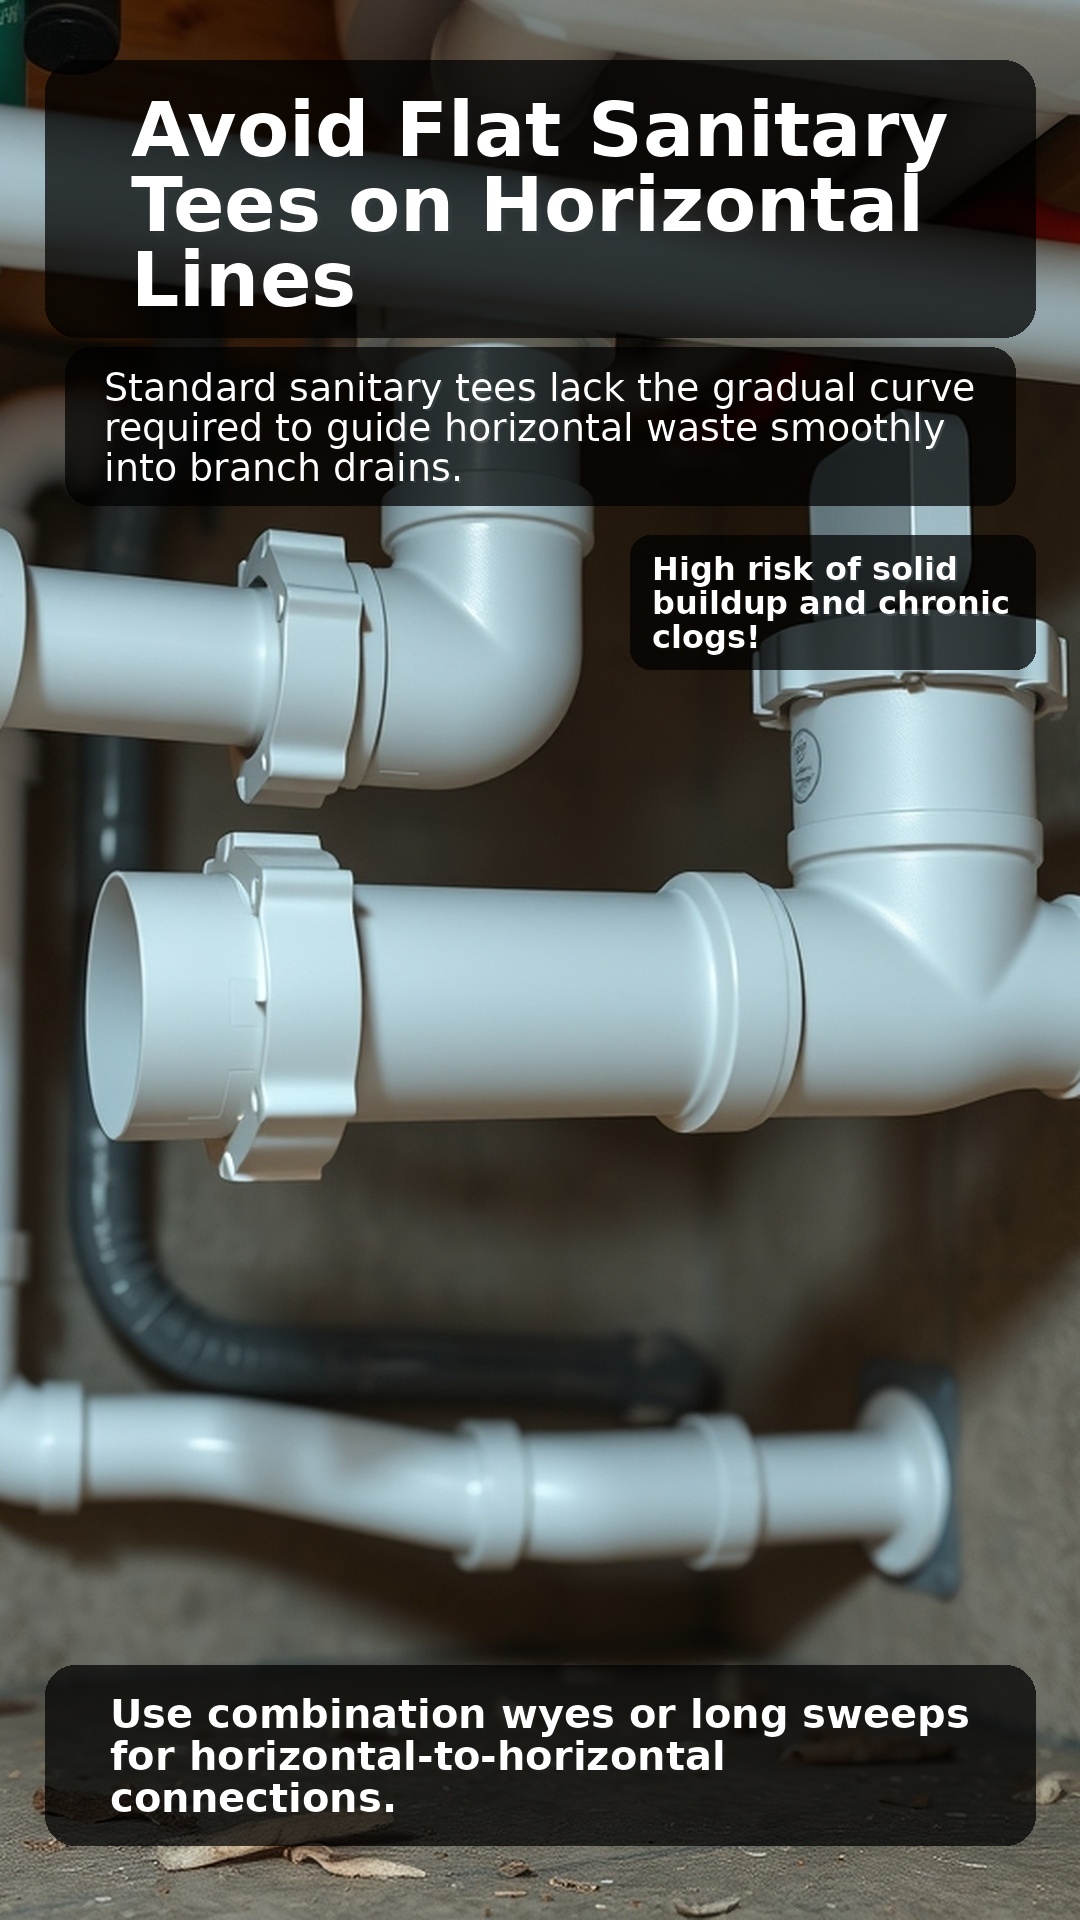 Avoid Flat Sanitary
Tees on Horizontal
Lines
Standard sanitary tees lack the gradual curve
required to guide horizontal waste smoothly
into branch drains.
High risk of solid
buildup and chronic
clogs!
Use combination wyes or long sweeps
for horizontal-to-horizontal
connections.